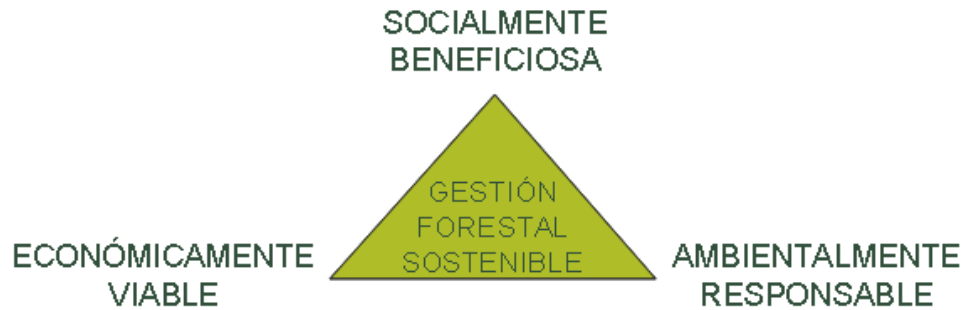 SOCIALMENTE
BENEFICIOSA
GESTIÓN
FORESTAL
SOSTENIBLE
ECONÓMICAMENTE
VIABLE
AMBIENTALMENTE
RESPONSABLE